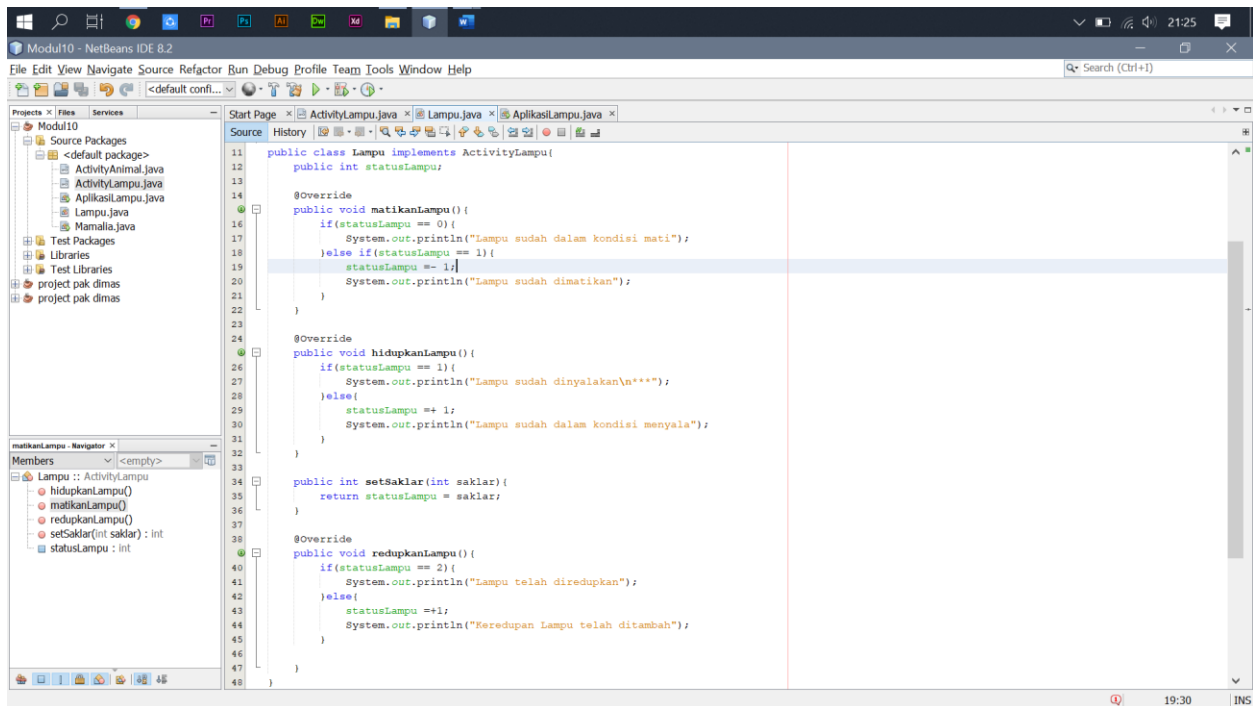 Pr Ps Ai Dw Xd 21:25
Modul10 - NetBeans IDE 8.2
File Edit View Navigate Source Refactor Run Debug Profile Team Tools Window Help
Search (Ctrl+I)
<default confi...
Projects Files Services
Start Page ActivityLampu.java Lampu.java AplikasiLampu.java
Source History
Modul10
Source Packages
<default package>
ActivityAnimal.java
ActivityLampu.java
AplikasiLampu.java
Lampu.java
Mamalia.java
Test Packages
Libraries
Test Libraries
project pak dimas
project pak dimas
matikanLampu - Navigator
Members <empty>
Lampu :: ActivityLampu
hidupkanLampu()
matikanLampu()
redupkanLampu()
setSaklar(int saklar) : int
statusLampu : int
11 public class Lampu implements ActivityLampu{
12 public int statusLampu;
13
14 @Override
public void matikanLampu(){
16 if(statusLampu == 0){
17 System.out.println("Lampu sudah dalam kondisi mati");
18 }else if(statusLampu == 1){
19 statusLampu =- 1;
20 System.out.println("Lampu sudah dimatikan");
21 }
22 }
23
24 @Override
public void hidupkanLampu(){
26 if(statusLampu == 1){
27 System.out.println("Lampu sudah dinyalakan\n***");
28 }else{
29 statusLampu =+ 1;
30 System.out.println("Lampu sudah dalam kondisi menyala");
31 }
32 }
33
34 public int setSaklar(int saklar){
35 return statusLampu = saklar;
36 }
37
38 @Override
public void redupkanLampu(){
40 if(statusLampu == 2){
41 System.out.println("Lampu telah diredupkan");
42 }else{
43 statusLampu =+1;
44 System.out.println("Keredupan Lampu telah ditambah");
45 }
46
47 }
48 }
19:30 INS